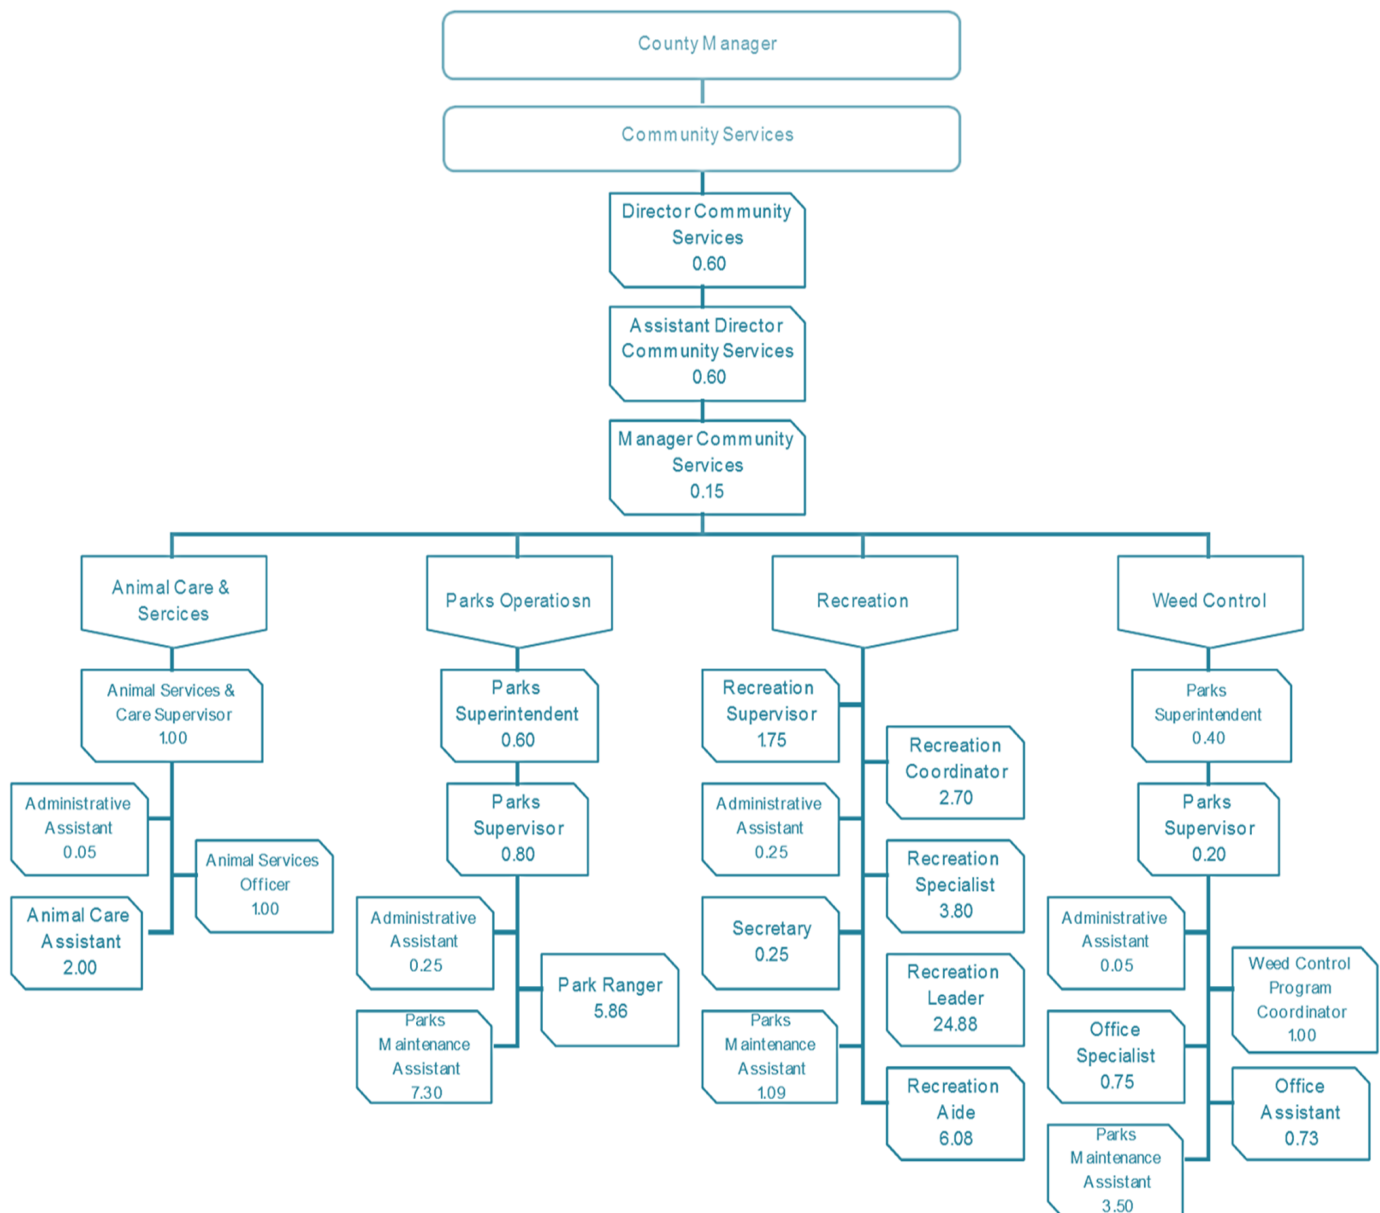 County Manager
Community Services
Director Community
Services
0.60
Assistant Director
Community Services
0.60
Manager Community
Services
0.15
Animal Care &
Sercices
Animal Services &
Care Supervisor
1.00
Administrative
Assistant
0.05
Animal Services
Officer
1.00
Animal Care
Assistant
2.00
Parks Operatiosn
Parks
Superintendent
0.60
Parks
Supervisor
0.80
Administrative
Assistant
0.25
Park Ranger
5.86
Parks
Maintenance
Assistant
7.30
Recreation
Recreation
Supervisor
1.75
Recreation
Coordinator
2.70
Administrative
Assistant
0.25
Recreation
Specialist
3.80
Secretary
0.25
Recreation
Leader
24.88
Parks
Maintenance
Assistant
1.09
Recreation
Aide
6.08
Weed Control
Parks
Superintendent
0.40
Parks
Supervisor
0.20
Administrative
Assistant
0.05
Weed Control
Program
Coordinator
1.00
Office
Specialist
0.75
Office
Assistant
0.73
Parks
Maintenance
Assistant
3.50